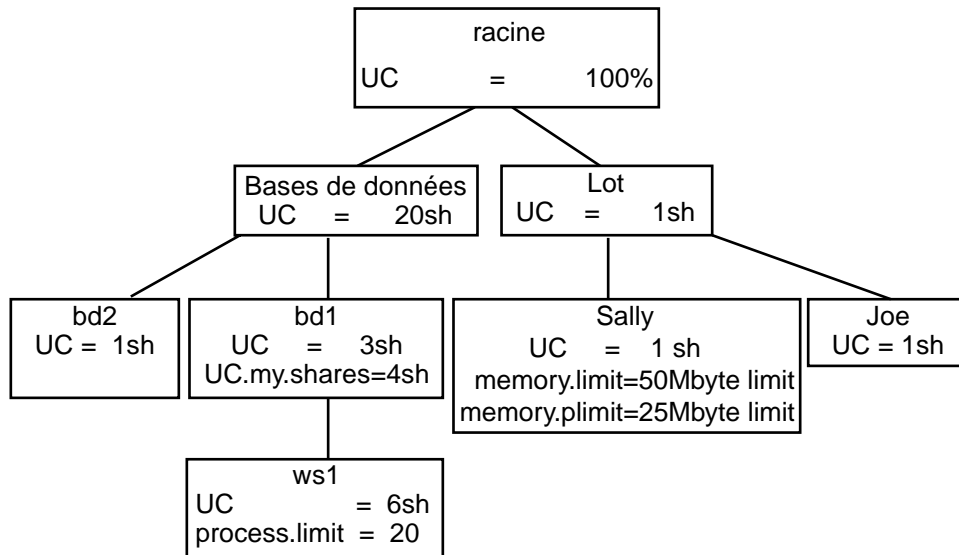 racine
UC = 100%
Bases de données
UC = 20sh
Lot
UC = 1sh
bd2
UC = 1sh
bd1
UC = 3sh
UC.my.shares=4sh
Sally
UC = 1 sh
memory.limit=50Mbyte limit
memory.plimit=25Mbyte limit
Joe
UC = 1sh
ws1
UC = 6sh
process.limit = 20